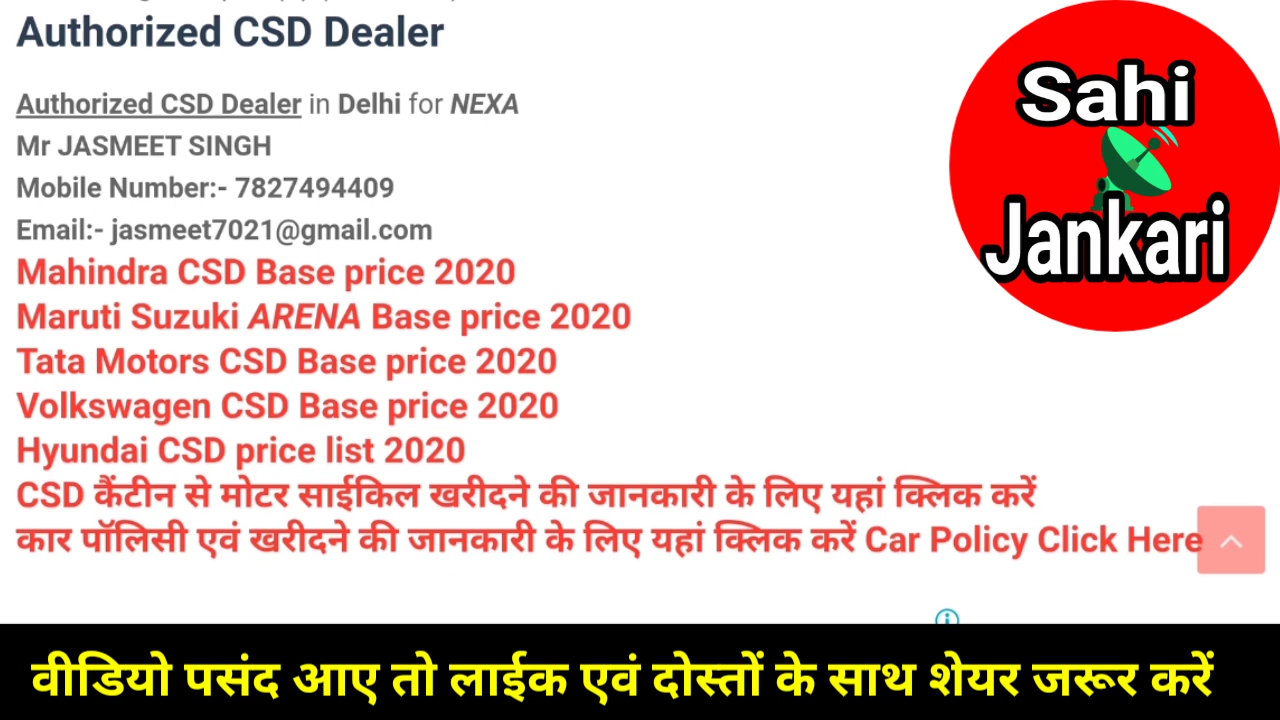 Authorized CSD Dealer
Authorized CSD Dealer in Delhi for NEXA
Mr JASMEET SINGH
Mobile Number:- 7827494409
Email:- jasmeet7021@gmail.com
Mahindra CSD Base price 2020
Maruti Suzuki ARENA Base price 2020
Tata Motors CSD Base price 2020
Volkswagen CSD Base price 2020
Hyundai CSD price list 2020
CSD कैंटीन से मोटर साईकिल खरीदने की जानकारी के लिए यहां क्लिक करें
कार पॉलिसी एवं खरीदने की जानकारी के लिए यहां क्लिक करें Car Policy Click Here
Sahi
Jankari
वीडियो पसंद आए तो लाईक एवं दोस्तों के साथ शेयर जरूर करें